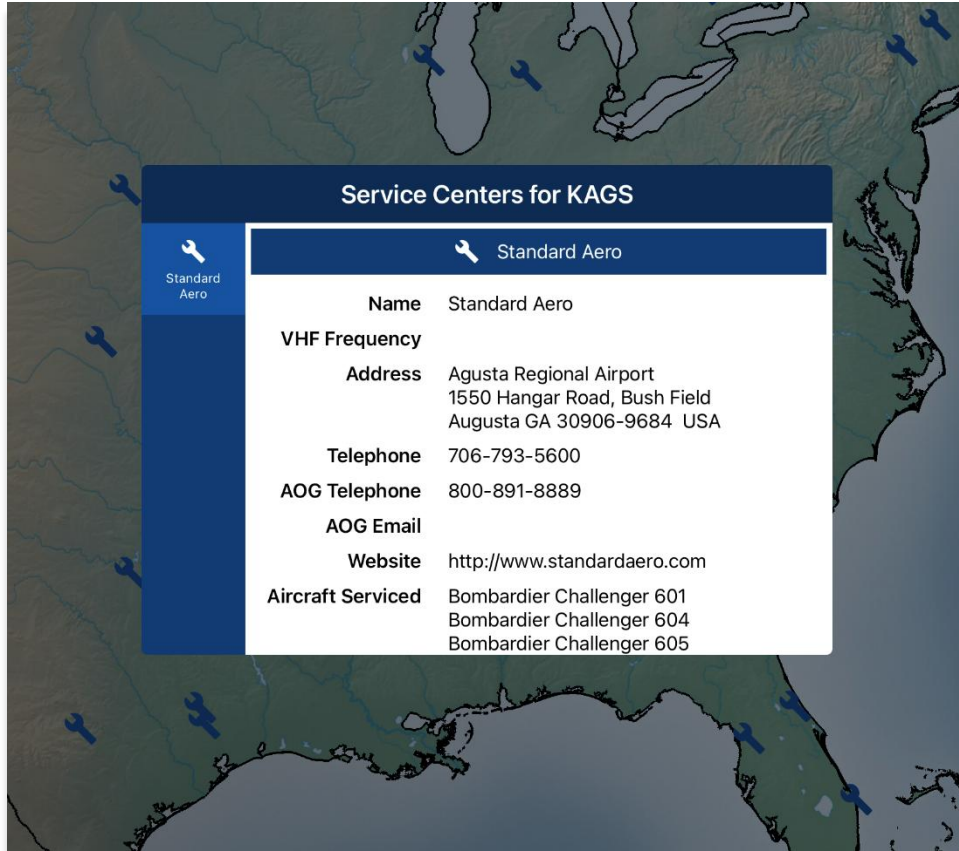 Service Centers for KAGS
Standard
Aero
Standard Aero
Name Standard Aero
VHF Frequency
Address Agusta Regional Airport
1550 Hangar Road, Bush Field
Augusta GA 30906-9684 USA
Telephone 706-793-5600
AOG Telephone 800-891-8889
AOG Email
Website http://www.standardaero.com
Aircraft Serviced Bombardier Challenger 601
Bombardier Challenger 604
Bombardier Challenger 605